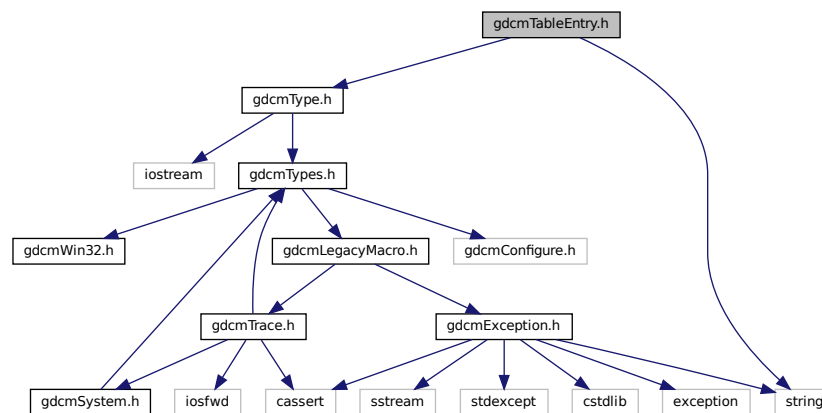 gdcmTableEntry.h
gdcmType.h
iostream
gdcmTypes.h
gdcmWin32.h
gdcmLegacyMacro.h
gdcmConfigure.h
gdcmTrace.h
gdcmException.h
gdcmSystem.h
iosfwd
cassert
sstream
stdexcept
cstdlib
exception
string